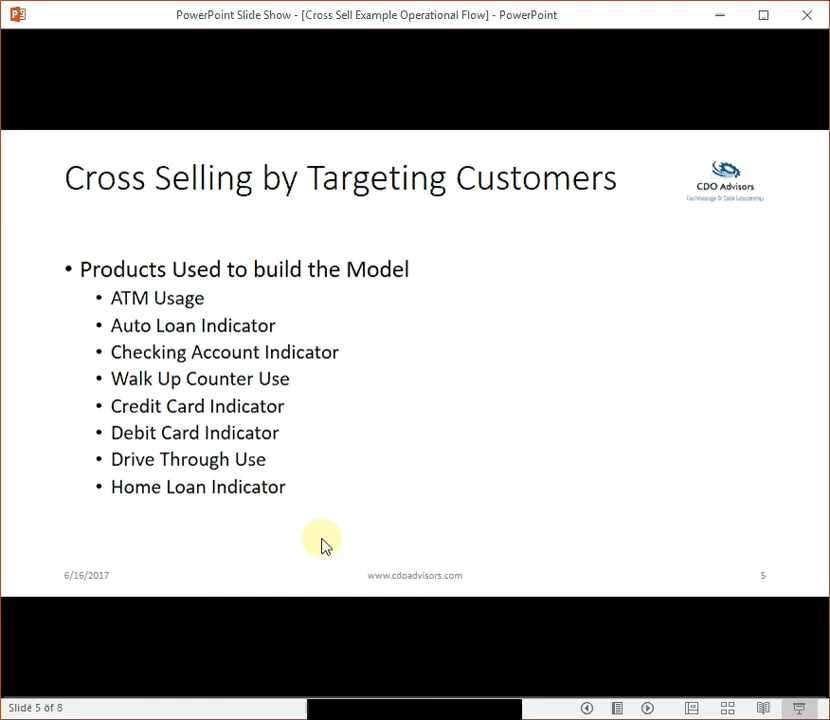 PowerPoint Slide Show - [Cross Sell Example Operational Flow] - PowerPoint
Cross Selling by Targeting Customers
CDO Advisors
Technology & Data Leadership
• Products Used to build the Model
• ATM Usage
• Auto Loan Indicator
• Checking Account Indicator
• Walk Up Counter Use
• Credit Card Indicator
• Debit Card Indicator
• Drive Through Use
• Home Loan Indicator
6/16/2017
www.cdoadvisors.com
5
Slide 5 of 8